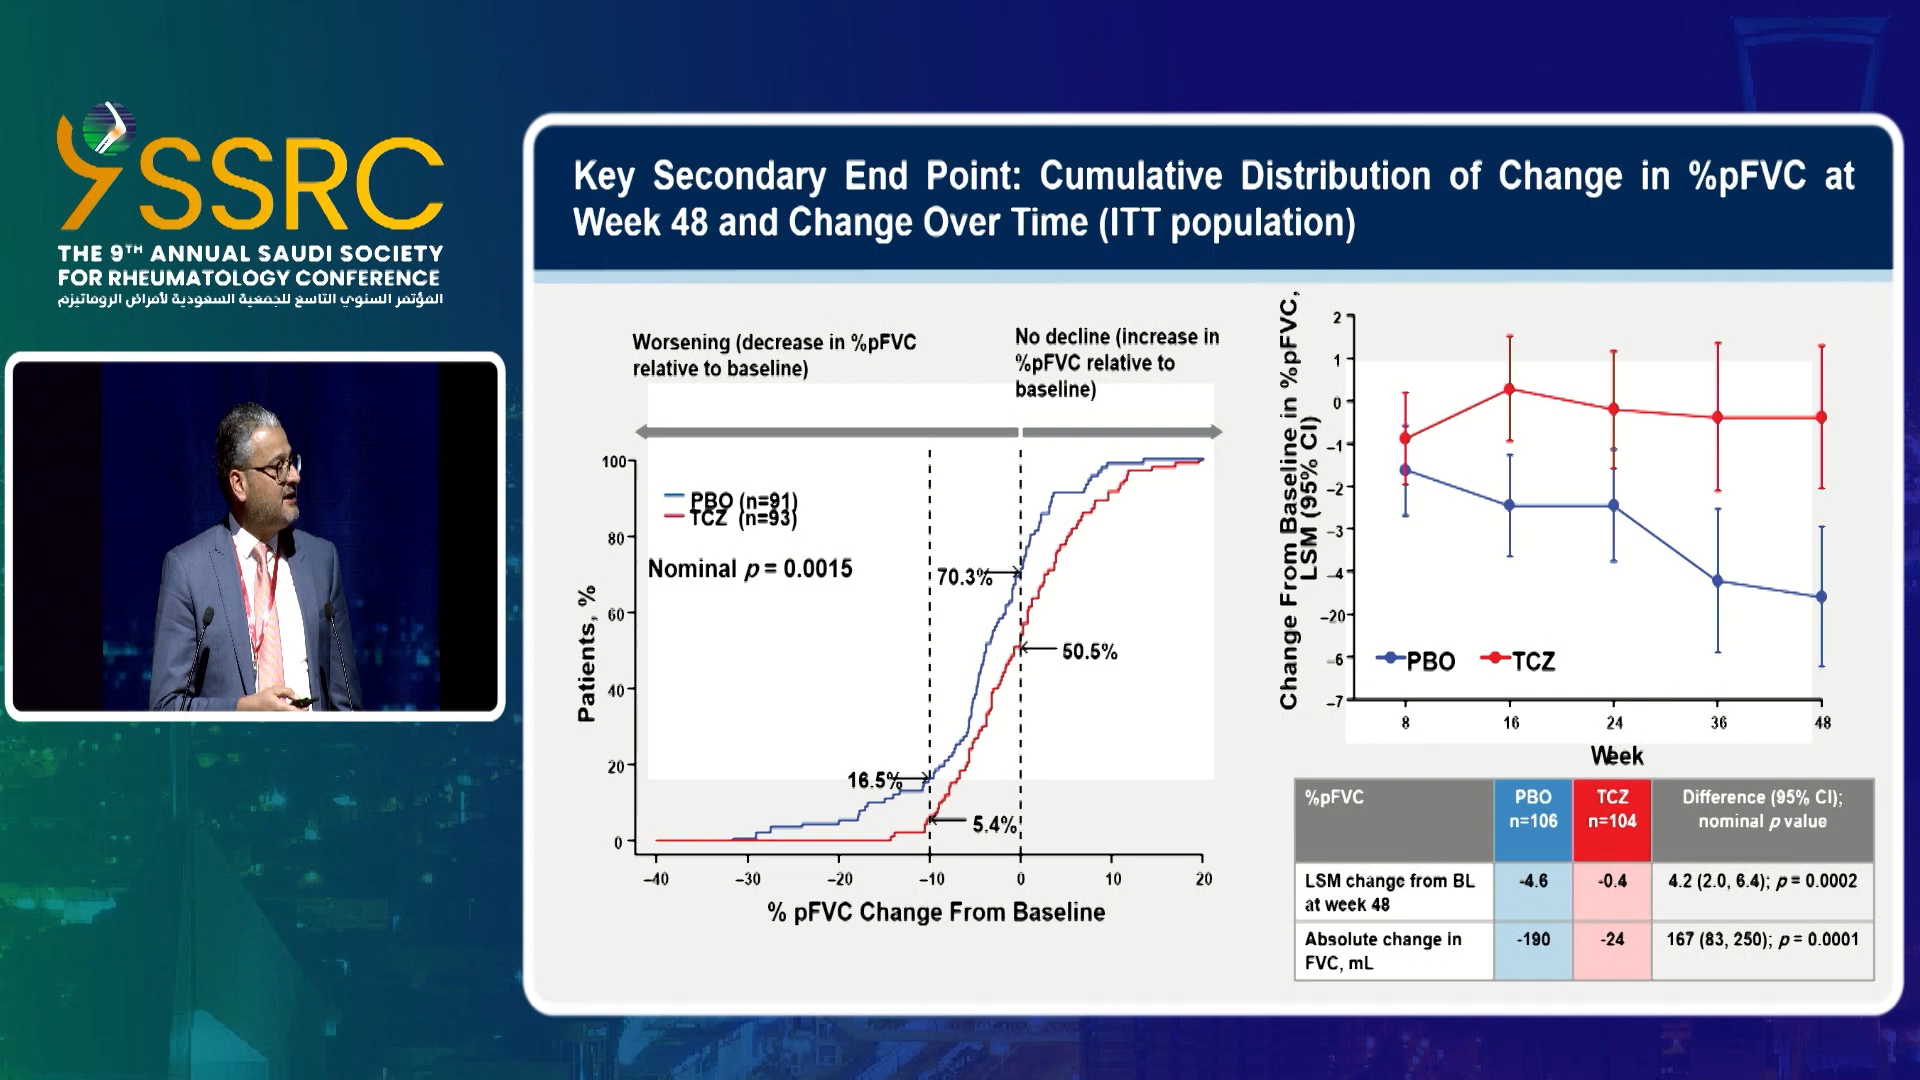 SSRC
THE 9TH ANNUAL SAUDI SOCIETY
FOR RHEUMATOLOGY CONFERENCE
المؤتمر السنوي التاسع للجمعية السعودية لأمراض الروماتيزم
Key Secondary End Point: Cumulative Distribution of Change in %pFVC at
Week 48 and Change Over Time (ITT population)
Worsening (decrease in %pFVC
relative to baseline)
No decline (increase in
%pFVC relative to
baseline)
Patients, %
100
80
60
40
20
0
PBO (n=91)
TCZ (n=93)
Nominal p = 0.0015
70.3%
50.5%
16.5%
5.4%
–40
–30
–20
–10
0
10
20
% pFVC Change From Baseline
Change From Baseline in %pFVC,
LSM (95% CI)
2
1
0
–1
–2
–3
–4
–20
–6
–7
PBO
TCZ
8
16
24
36
48
Week
%pFVC
PBO
n=106
TCZ
n=104
Difference (95% CI);
nominal p value
LSM change from BL
at week 48
-4.6
-0.4
4.2 (2.0, 6.4); p = 0.0002
Absolute change in
FVC, mL
-190
-24
167 (83, 250); p = 0.0001